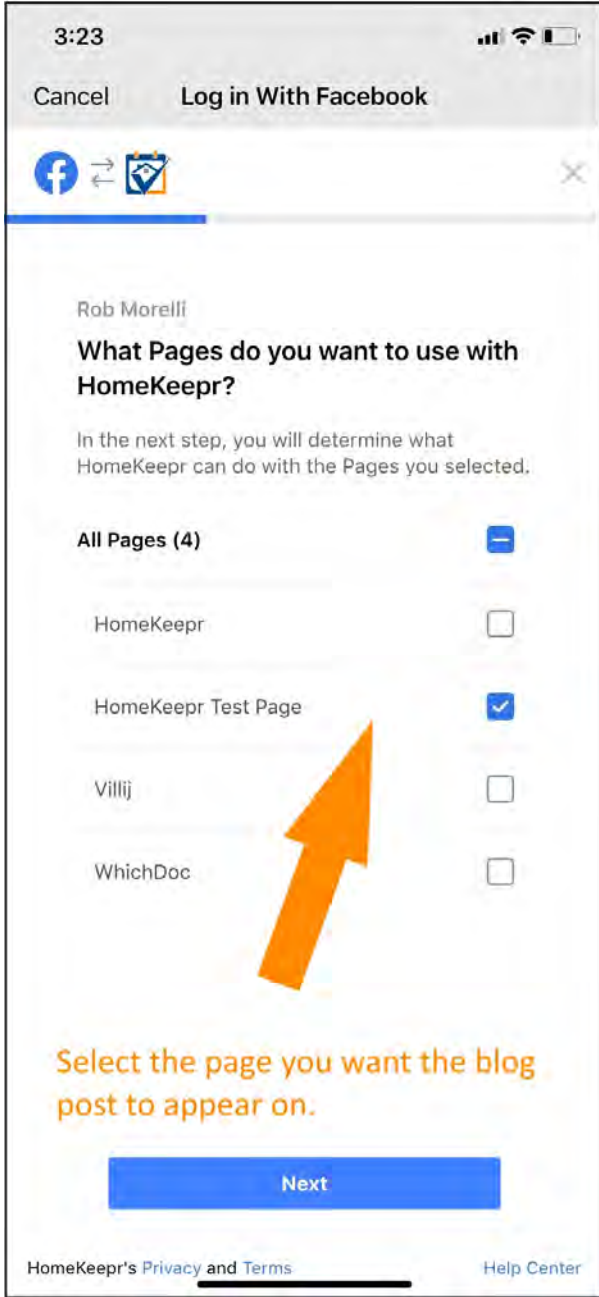 3:23
Cancel Log in With Facebook
Rob Morelli
What Pages do you want to use with
HomeKeepr?
In the next step, you will determine what
HomeKeepr can do with the Pages you selected.
All Pages (4)
HomeKeepr
HomeKeepr Test Page
Villij
WhichDoc
Select the page you want the blog
post to appear on.
Next
HomeKeepr's Privacy and Terms Help Center